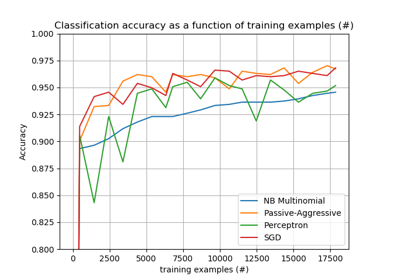 Classification accuracy as a function of training examples (#)
1.000
0.975
0.950
0.925
0.900
0.875
0.850
0.825
0.800
Accuracy
NB Multinomial
Passive-Aggressive
Perceptron
SGD
0 2500 5000 7500 10000 12500 15000 17500
training examples (#)